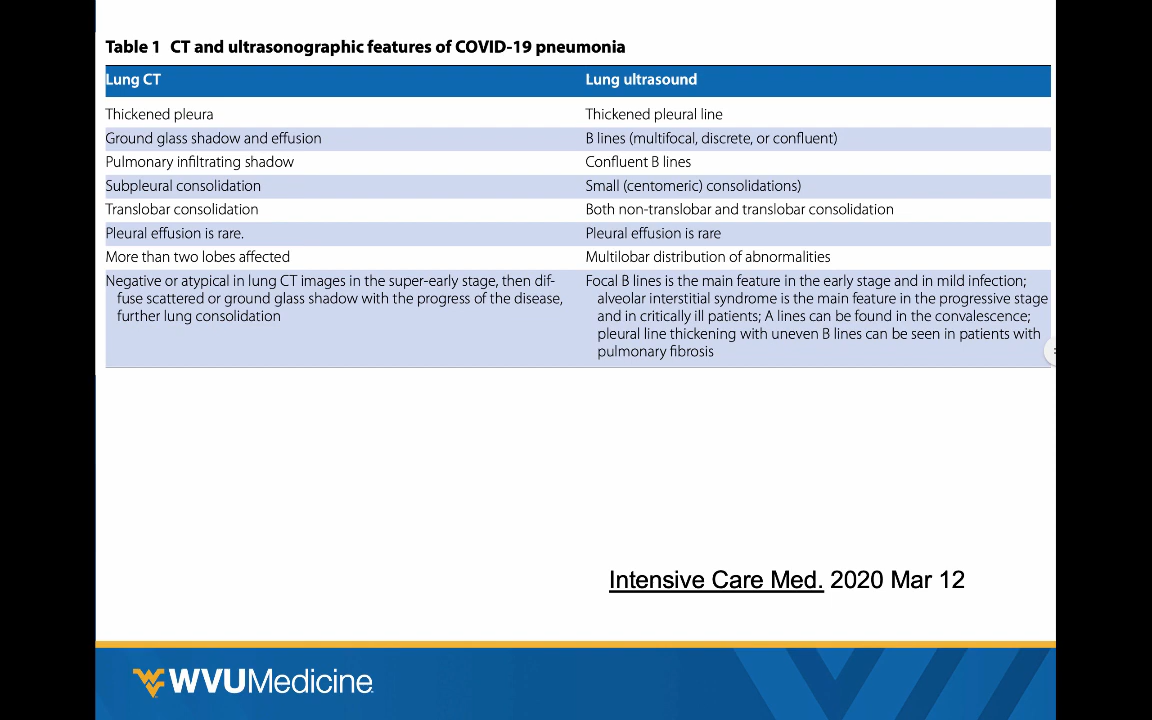 Table 1 CT and ultrasonographic features of COVID-19 pneumonia
Lung CT Lung ultrasound
Thickened pleura Thickened pleural line
Ground glass shadow and effusion B lines (multifocal, discrete, or confluent)
Pulmonary infiltrating shadow Confluent B lines
Subpleural consolidation Small (centomeric) consolidations)
Translobar consolidation Both non-translobar and translobar consolidation
Pleural effusion is rare. Pleural effusion is rare
More than two lobes affected Multilobar distribution of abnormalities
Negative or atypical in lung CT images in the super-early stage, then dif-
fuse scattered or ground glass shadow with the progress of the disease,
further lung consolidation
Focal B lines is the main feature in the early stage and in mild infection;
alveolar interstitial syndrome is the main feature in the progressive stage
and in critically ill patients; A lines can be found in the convalescence;
pleural line thickening with uneven B lines can be seen in patients with
pulmonary fibrosis
Intensive Care Med. 2020 Mar 12
WVUMedicine